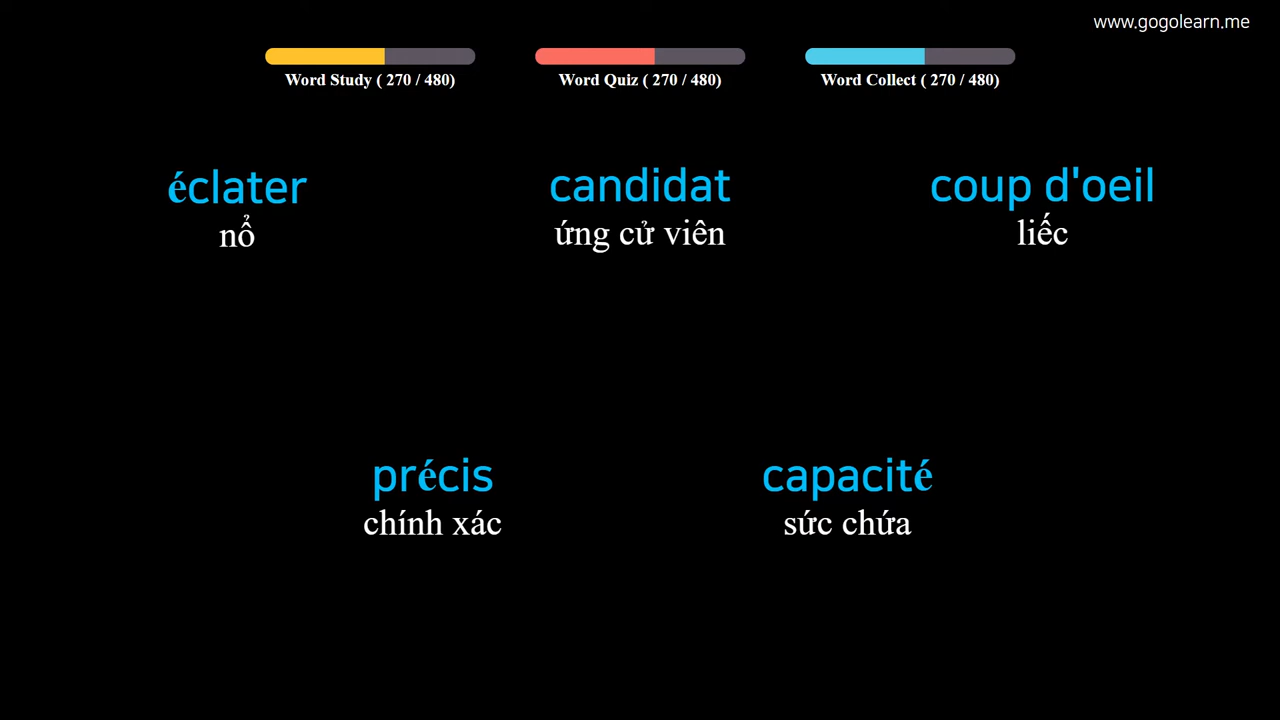 www.gogolearn.me
Word Study ( 270 / 480)
Word Quiz ( 270 / 480)
Word Collect ( 270 / 480)
éclater
nổ
candidat
ứng cử viên
coup d'oeil
liếc
précis
chính xác
capacité
sức chứa